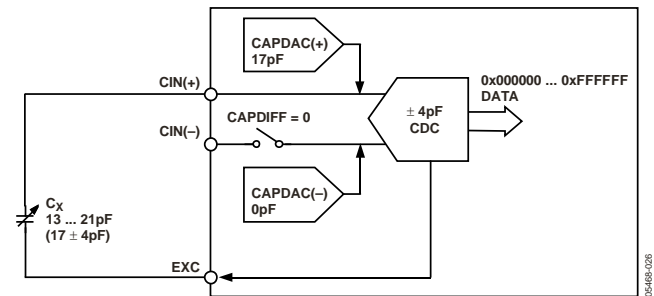 CAPDAC(+)
17pF
CIN(+)
0x000000 ... 0xFFFFFF
DATA
CAPDIFF = 0
± 4pF
CDC
CIN(–)
CAPDAC(–)
0pF
CX
13 ... 21pF
(17 ± 4pF)
EXC
05468-026